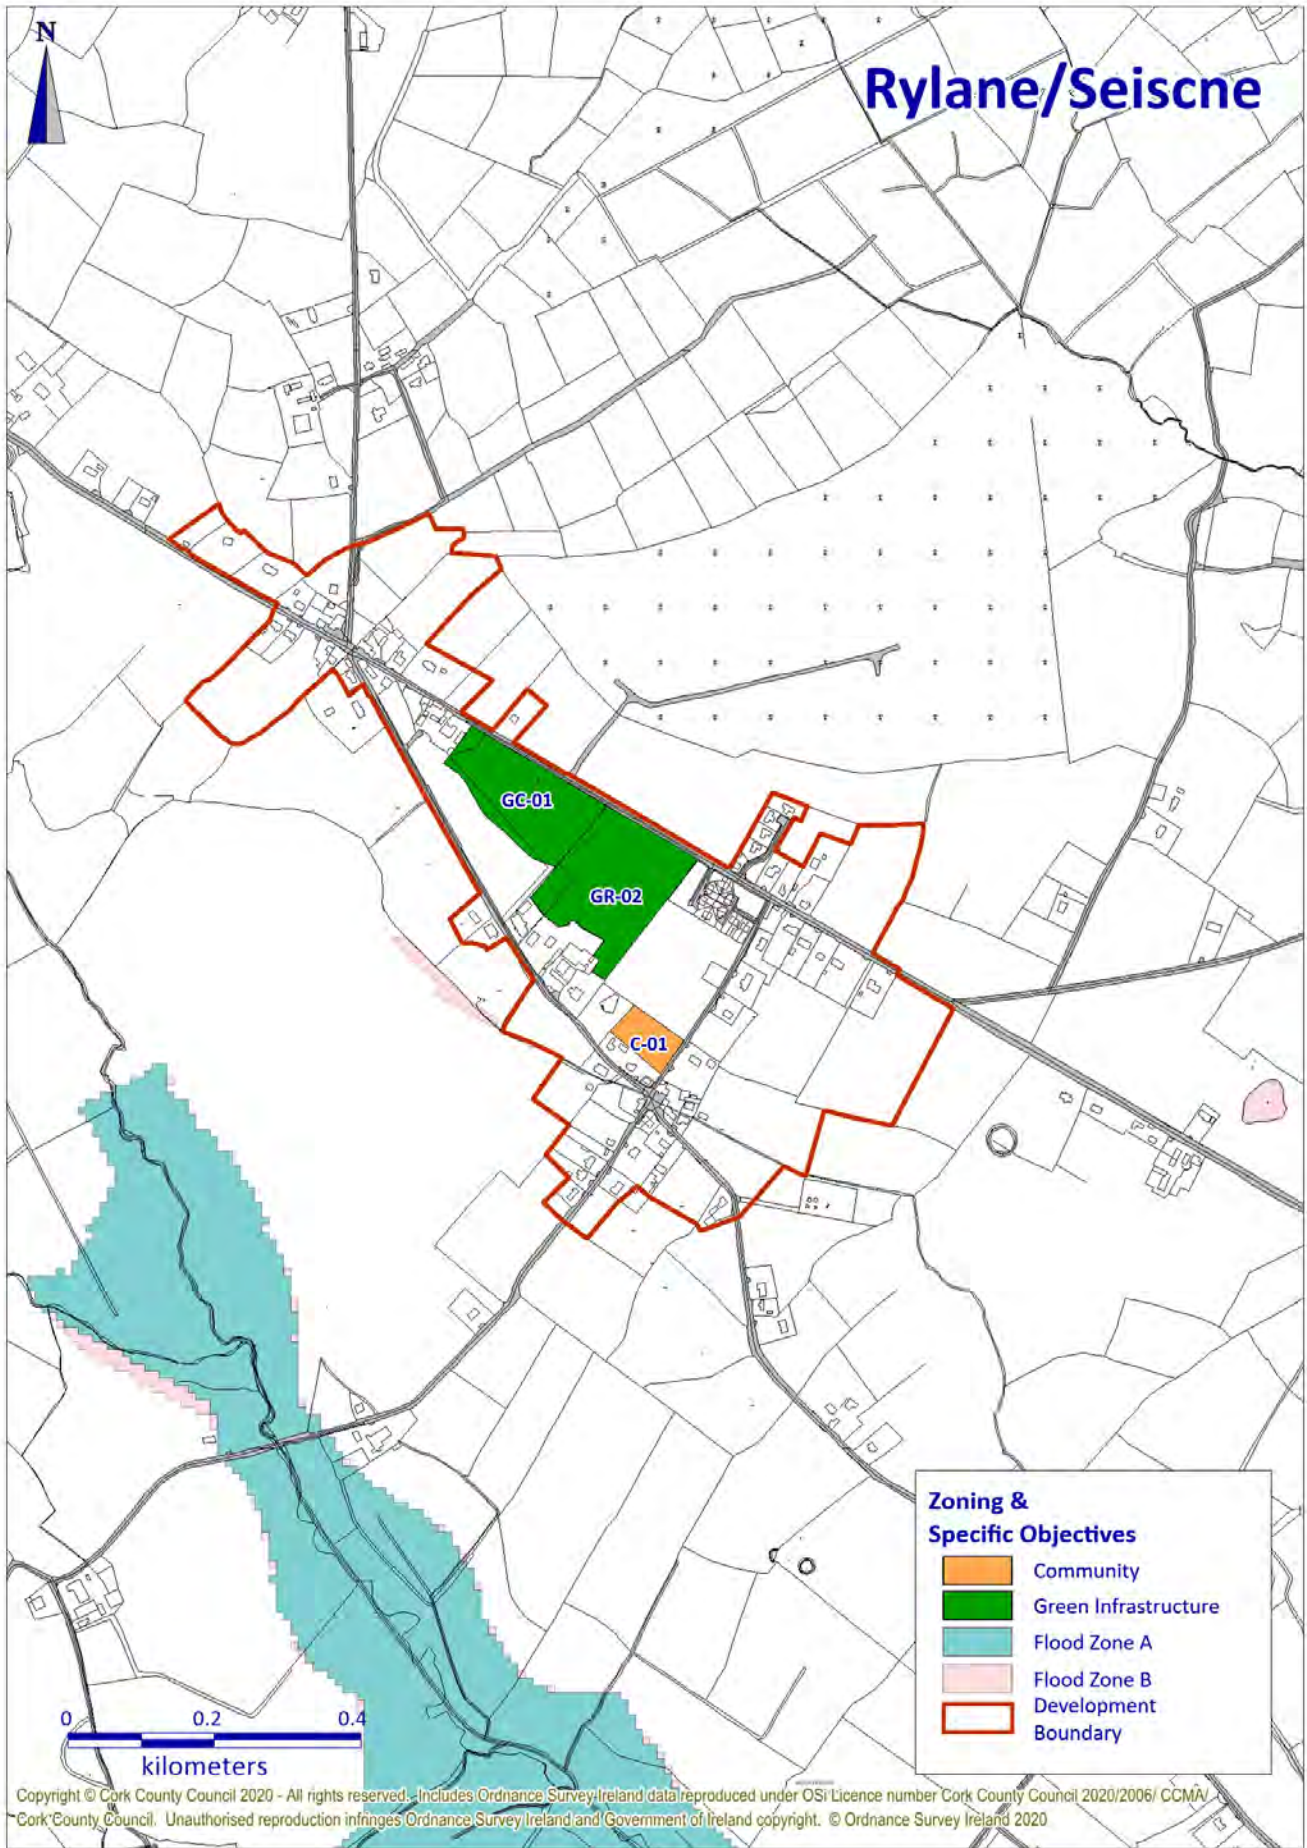 N
Rylane/Seiscne
GC-01
GR-02
C-01
Zoning &
Specific Objectives
Community
Green Infrastructure
Flood Zone A
Flood Zone B
Development
Boundary
0 0.2 0.4
kilometers
Copyright © Cork County Council 2020 - All rights reserved. Includes Ordnance Survey Ireland data reproduced under OSi Licence number Cork County Council 2020/2006/ CCMA/
Cork County Council. Unauthorised reproduction infringes Ordnance Survey Ireland and Government of Ireland copyright. © Ordnance Survey Ireland 2020